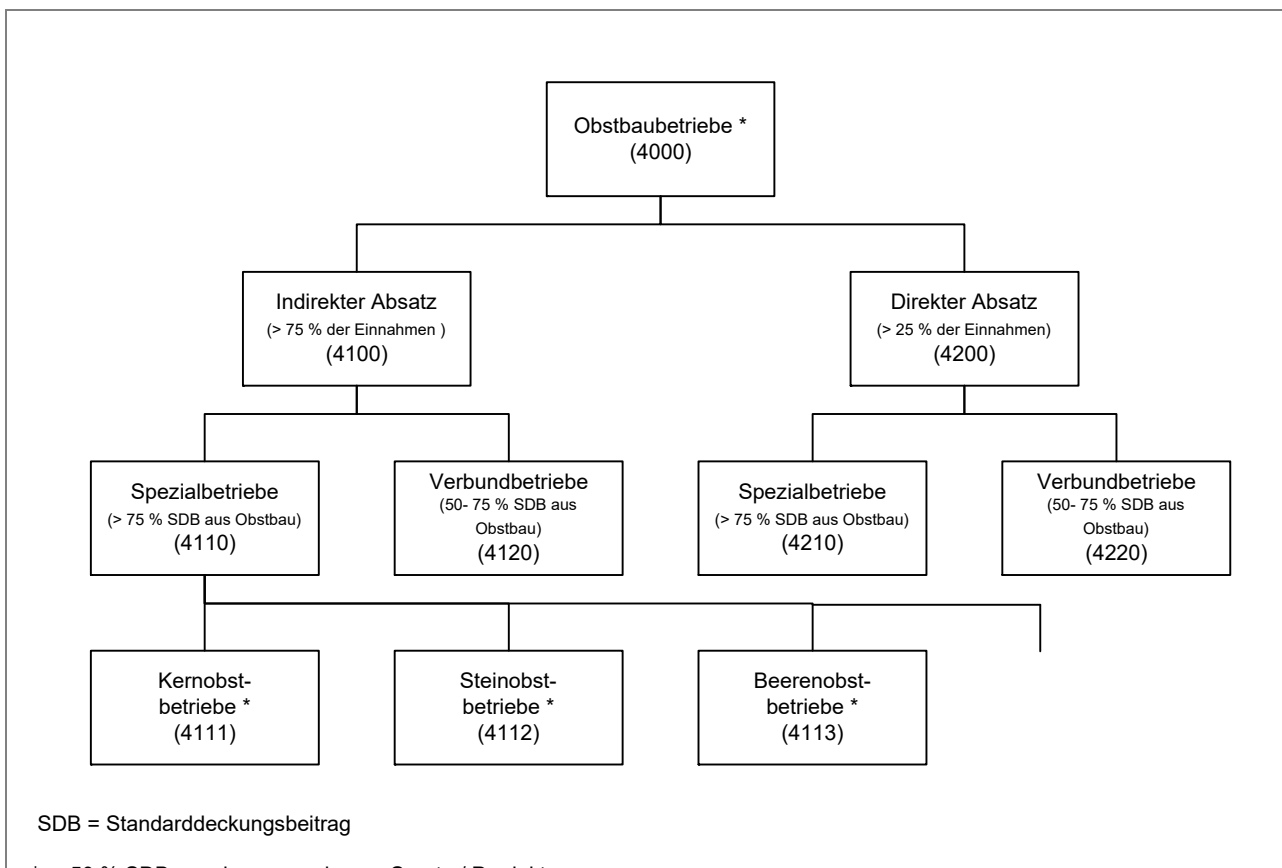 Obstbaubetriebe *
(4000)
Indirekter Absatz
(> 75 % der Einnahmen )
(4100)
Direkter Absatz
(> 25 % der Einnahmen)
(4200)
Spezialbetriebe
(> 75 % SDB aus Obstbau)
(4110)
Verbundbetriebe
(50- 75 % SDB aus
Obstbau)
(4120)
Spezialbetriebe
(> 75 % SDB aus Obstbau)
(4210)
Verbundbetriebe
(50- 75 % SDB aus
Obstbau)
(4220)
Kernobst-
betriebe *
(4111)
Steinobst-
betriebe *
(4112)
Beerenobst-
betriebe *
(4113)
SDB = Standarddeckungsbeitrag
50 % SDB